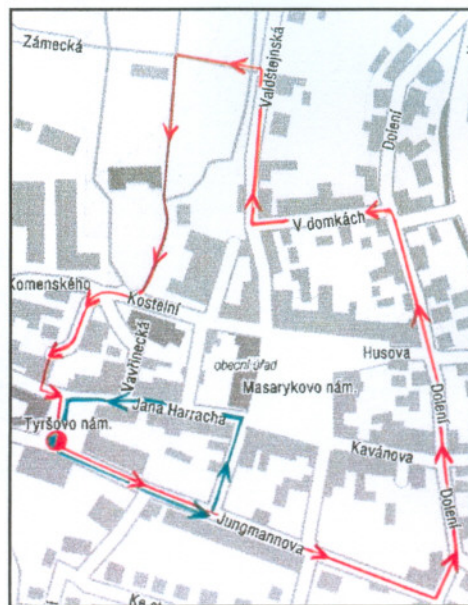 Zámecká
Valdštejnská
Dolení
V domkách
Komenského
Kostelní
Vavřinecká
obecní úřad
Husova
Masarykovo nám.
Jana Harracha
Tyršovo nám.
Dolení
Kavánova
Dolení
Jungmannova